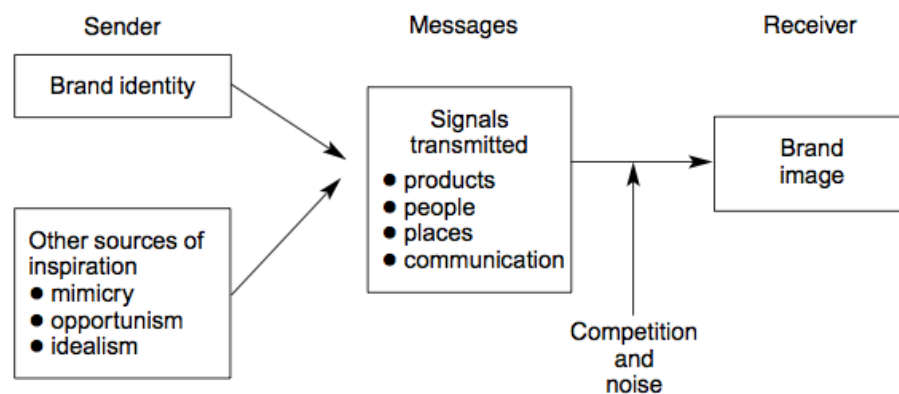 Sender
Messages
Receiver
Brand identity
Other sources of
inspiration
● mimicry
● opportunism
● idealism
Signals
transmitted
● products
● people
● places
● communication
Brand
image
Competition
and
noise